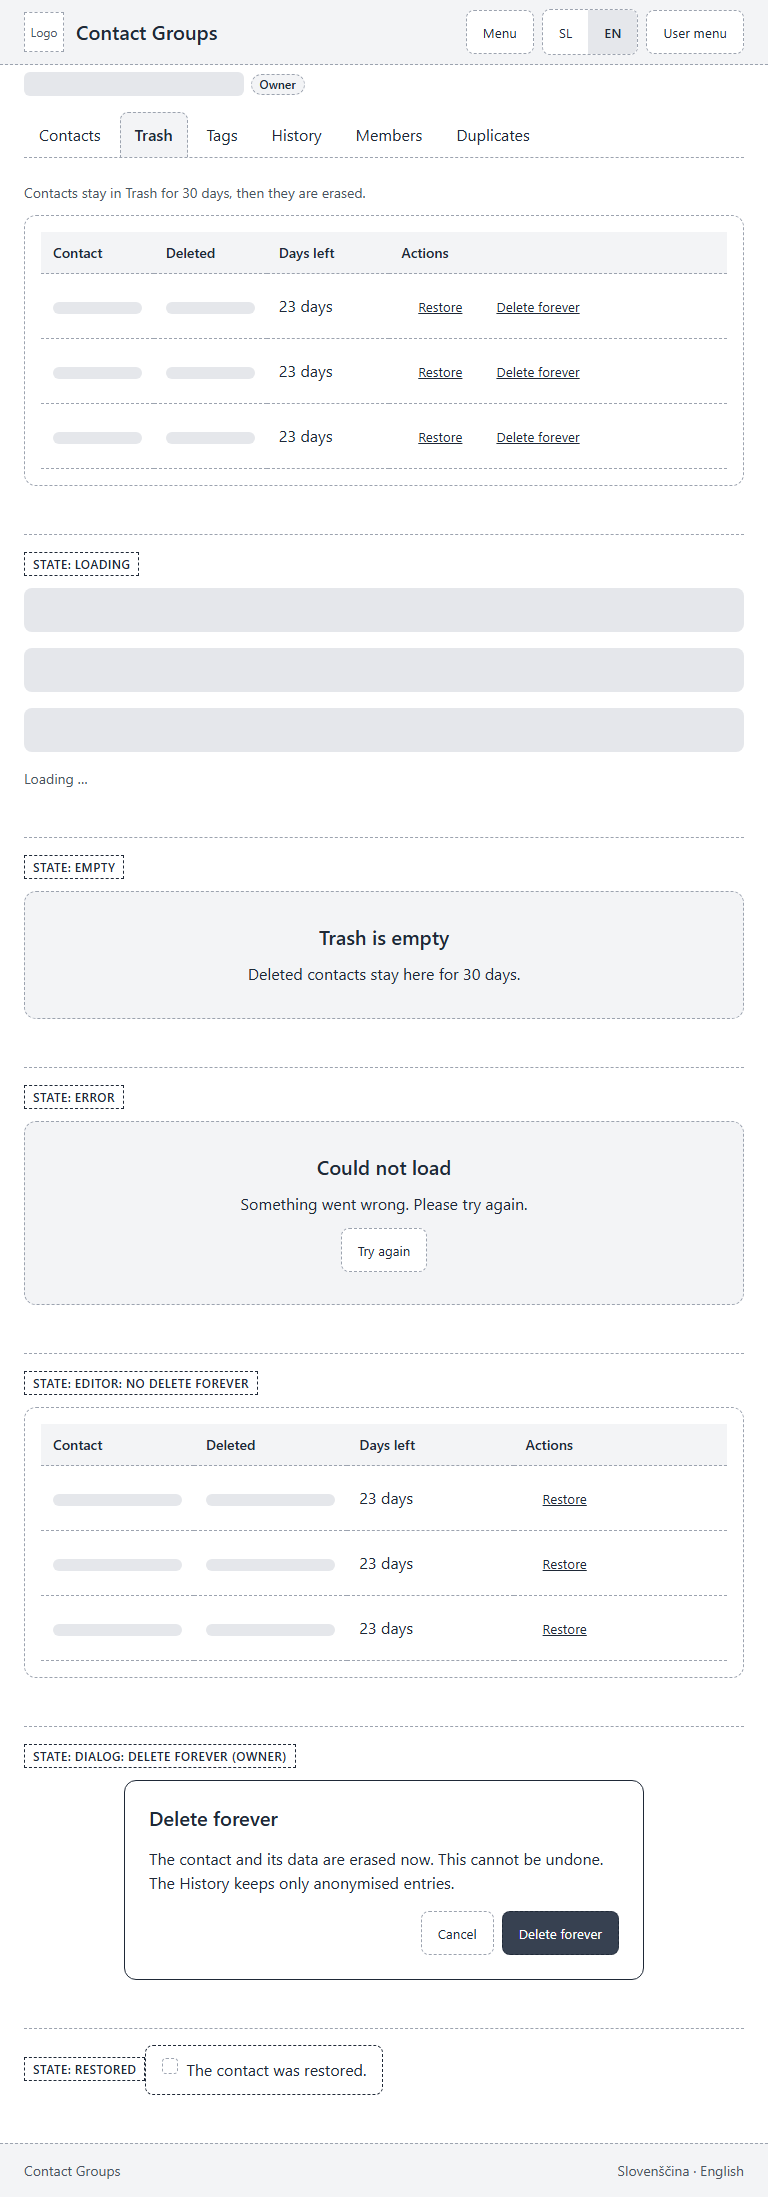 Logo Contact Groups Menu SL EN User menu
Owner
Contacts Trash Tags History Members Duplicates
Contacts stay in Trash for 30 days, then they are erased.
Contact Deleted Days left Actions
23 days Restore Delete forever
23 days Restore Delete forever
23 days Restore Delete forever
STATE: LOADING
Loading ...
STATE: EMPTY
Trash is empty
Deleted contacts stay here for 30 days.
STATE: ERROR
Could not load
Something went wrong. Please try again.
Try again
STATE: EDITOR: NO DELETE FOREVER
Contact Deleted Days left Actions
23 days Restore
23 days Restore
23 days Restore
STATE: DIALOG: DELETE FOREVER (OWNER)
Delete forever
The contact and its data are erased now. This cannot be undone.
The History keeps only anonymised entries.
Cancel Delete forever
STATE: RESTORED The contact was restored.
Contact Groups Slovenščina · English